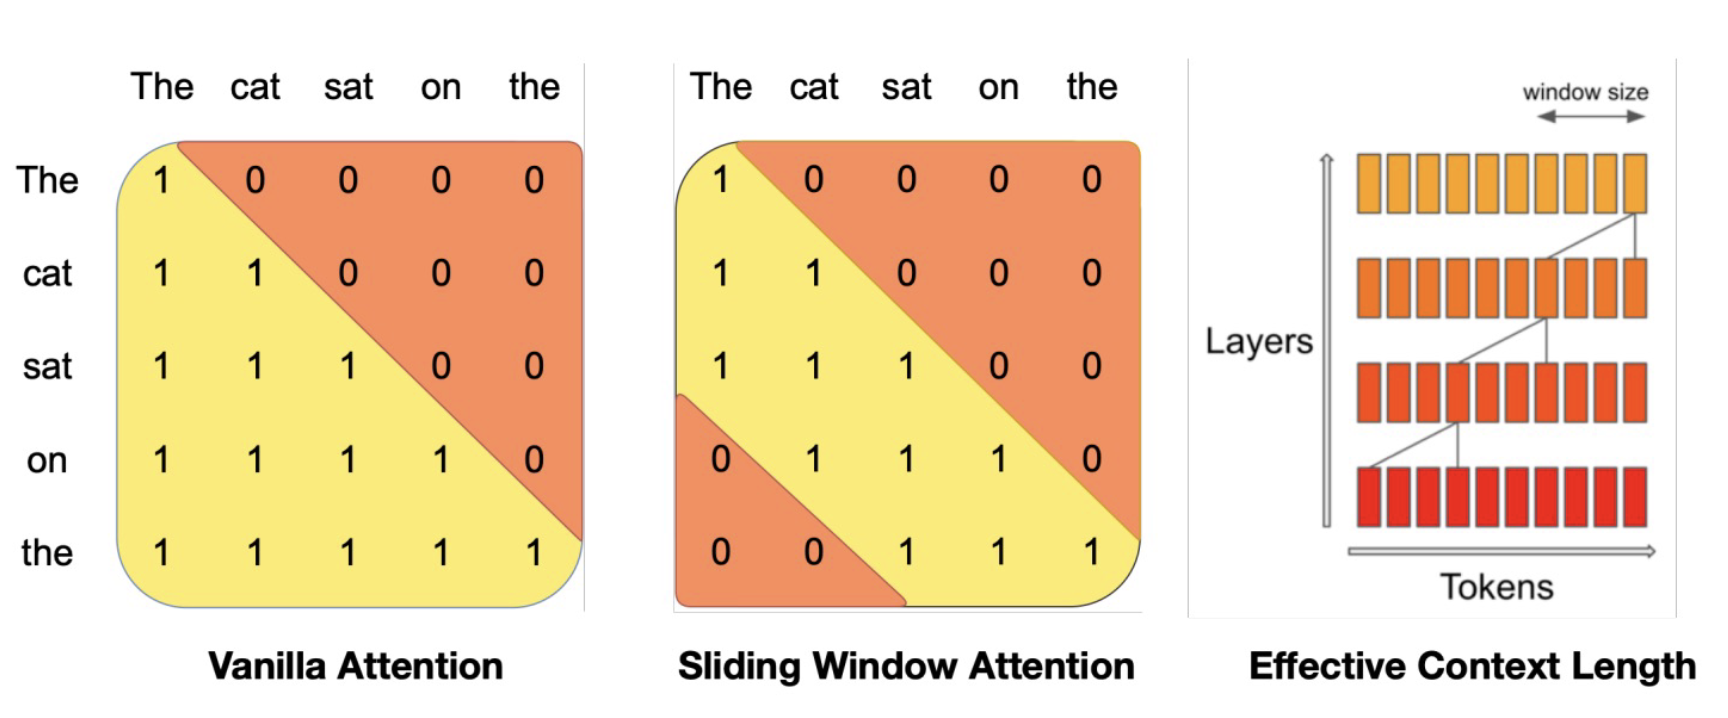 The cat sat on the
The 1 0 0 0 0
cat 1 1 0 0 0
sat 1 1 1 0 0
on 1 1 1 1 0
the 1 1 1 1 1
Vanilla Attention
The cat sat on the
1 0 0 0 0
1 1 0 0 0
1 1 1 0 0
0 1 1 1 0
0 0 1 1 1
Sliding Window Attention
window size
Layers
Tokens
Effective Context Length